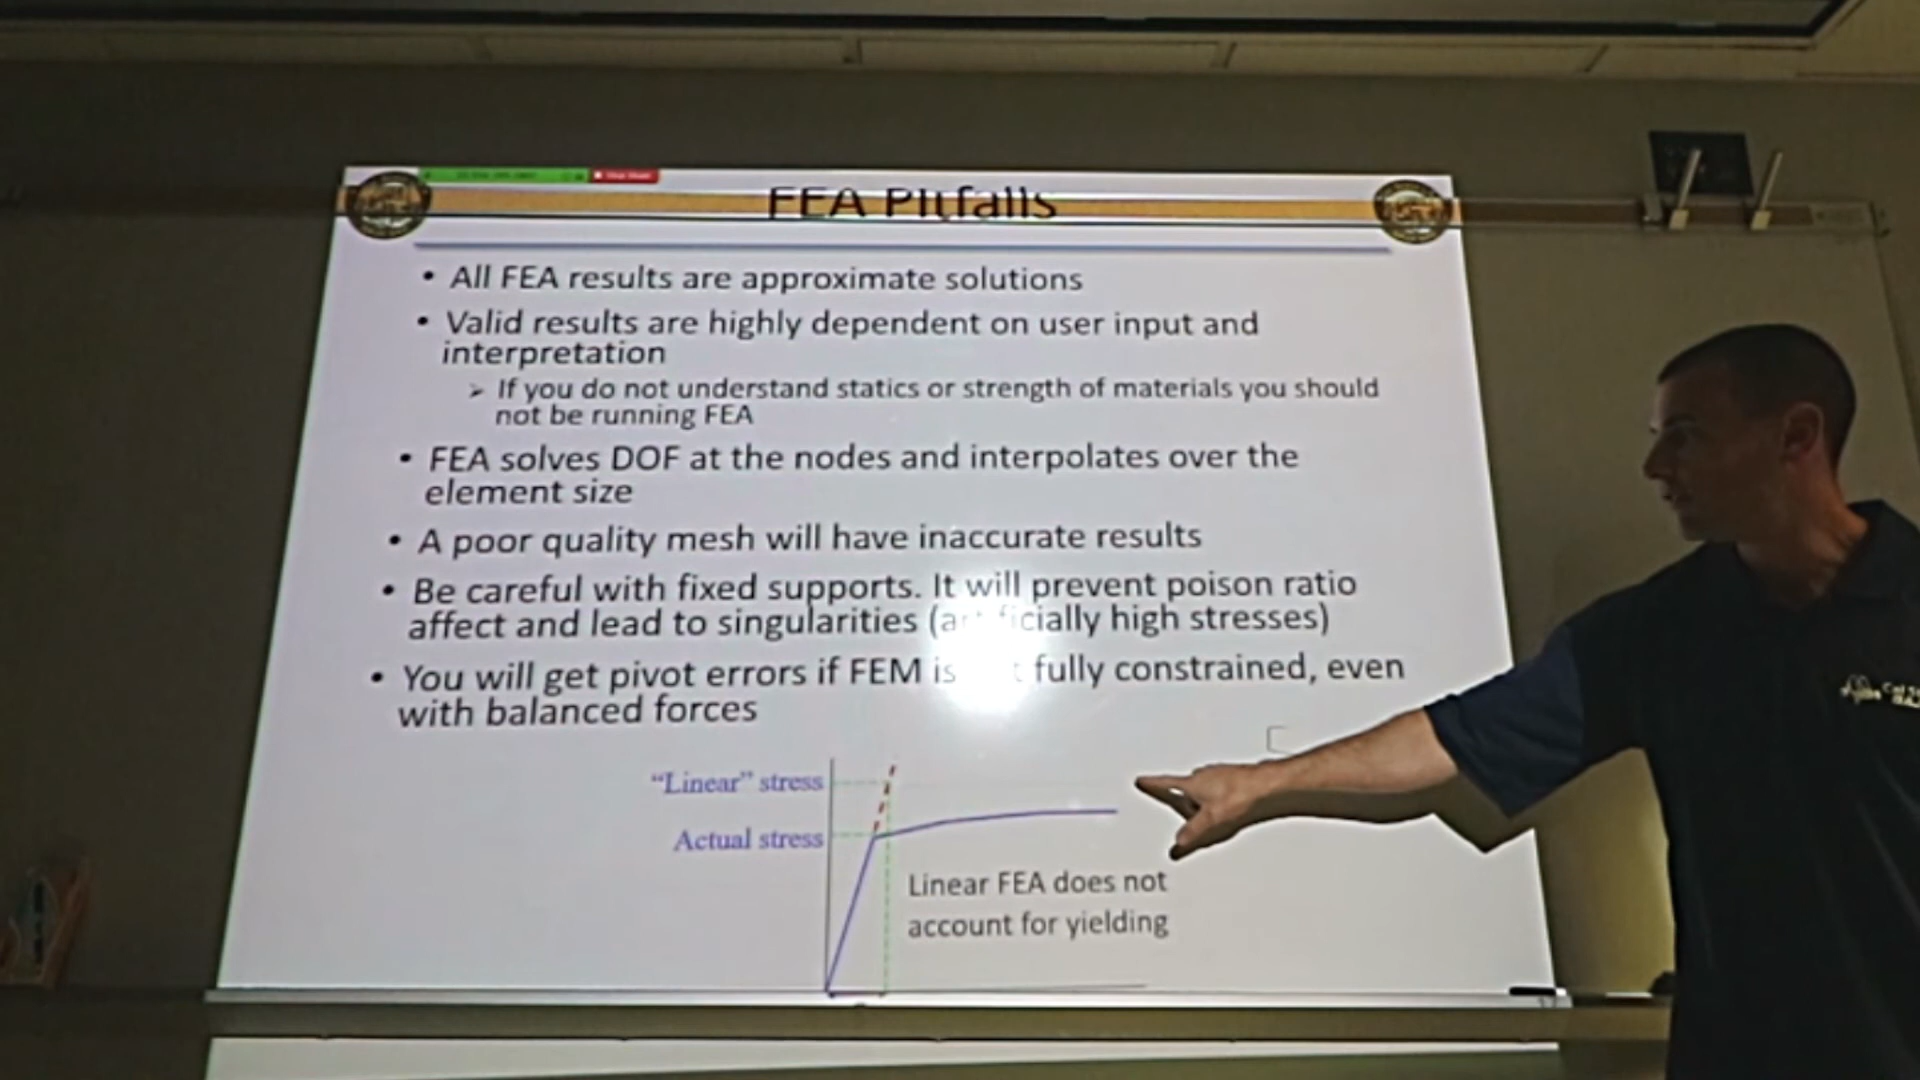 FEA Pitfalls
• All FEA results are approximate solutions
• Valid results are highly dependent on user input and
interpretation
➢ If you do not understand statics or strength of materials you should
not be running FEA
• FEA solves DOF at the nodes and interpolates over the
element size
• A poor quality mesh will have inaccurate results
• Be careful with fixed supports. It will prevent poison ratio
affect and lead to singularities (artificially high stresses)
• You will get pivot errors if FEM is fully constrained, even
with balanced forces
“Linear” stress
Actual stress
Linear FEA does not
account for yielding